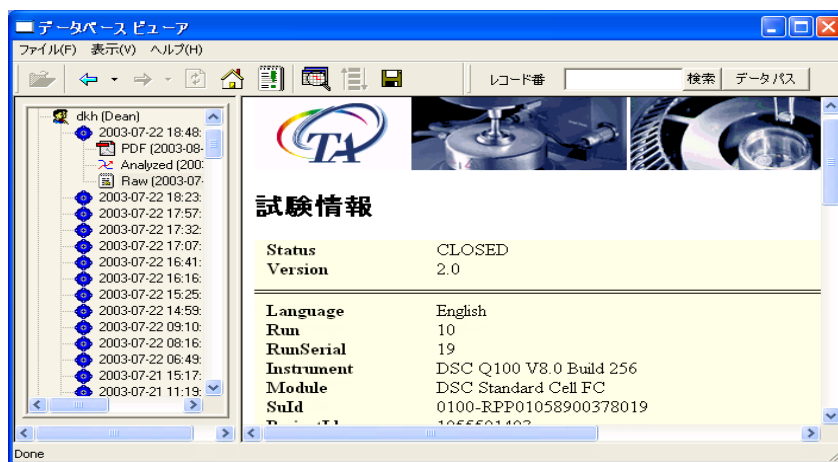 データベース ビューア
ファイル(F) 表示(V) ヘルプ(H)
レコード番 検索 データ パス
dkh (Dean)
2003-07-22 18:48:
PDF (2003-08-
Analyzed (200:
Raw (2003-07-
2003-07-22 18:23:
2003-07-22 17:57:
2003-07-22 17:32:
2003-07-22 17:07:
2003-07-22 16:41:
2003-07-22 16:16:
2003-07-22 15:25:
2003-07-22 14:59:
2003-07-22 09:10:
2003-07-22 08:16:
2003-07-22 06:49:
2003-07-21 15:17:
2003-07-21 11:19:
TA
試験情報
Status CLOSED
Version 2.0
Language English
Run 10
RunSerial 19
Instrument DSC Q100 V8.0 Build 256
Module DSC Standard Cell FC
SuId 0100-RPP01058900378019
Done